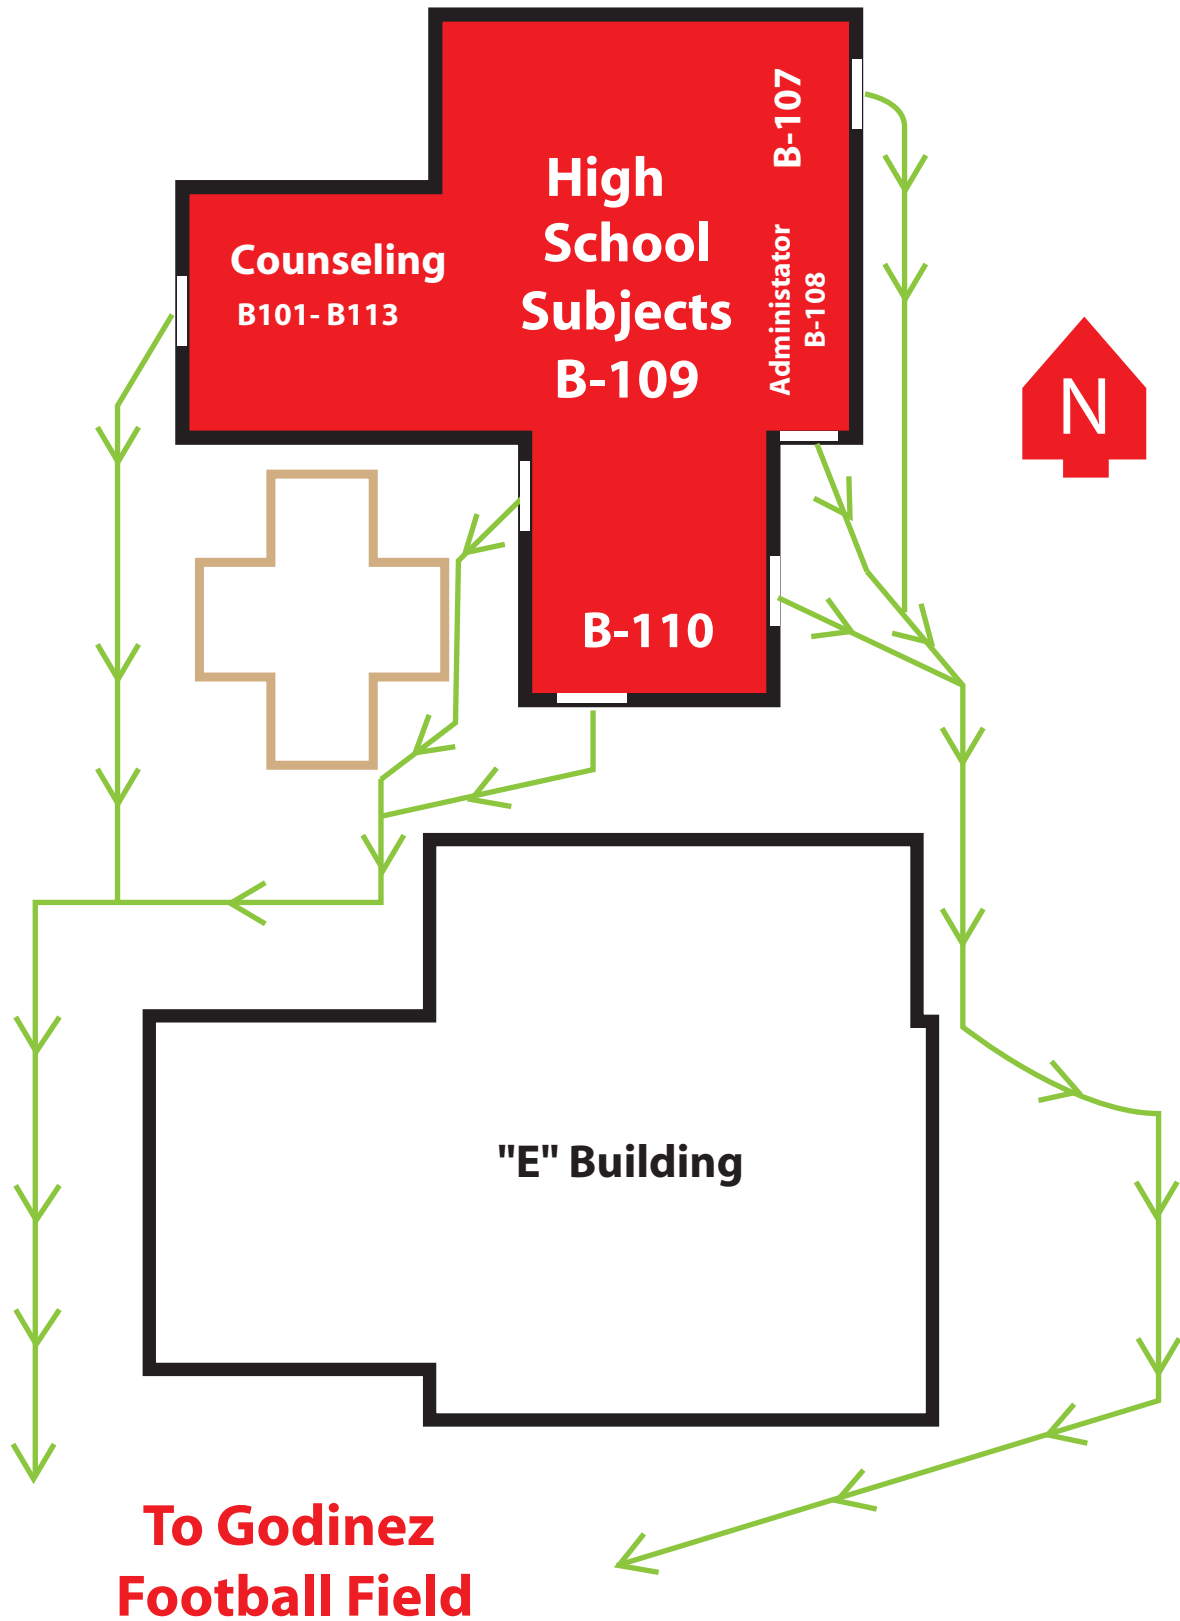 B-107
High
School
Subjects
B-109
Counseling
B101- B113
Administator
B-108
N
B-110
"E" Building
To Godinez
Football Field